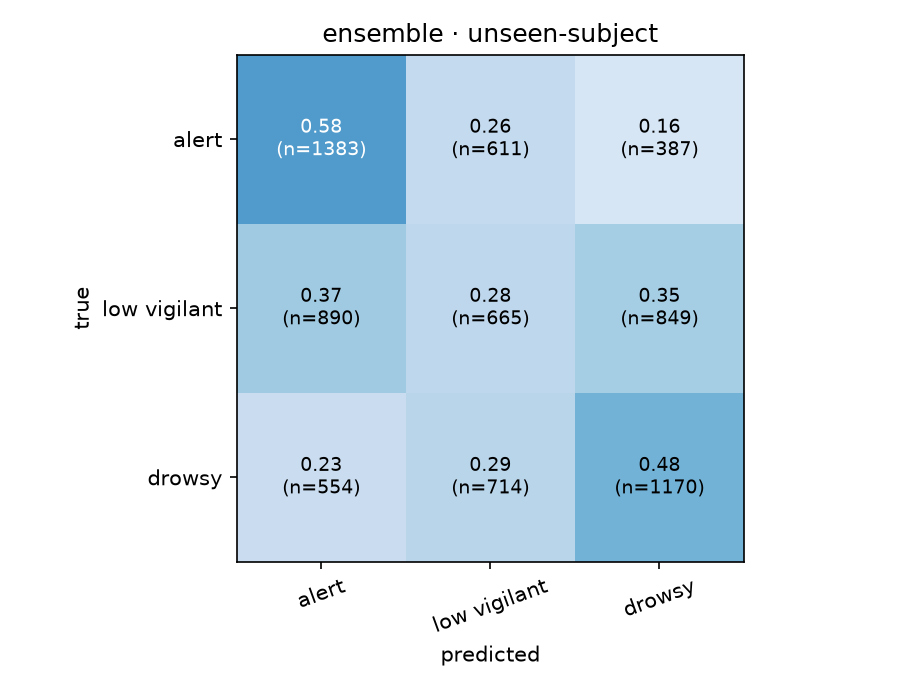 ensemble · unseen-subject
alert
0.58
(n=1383)
0.26
(n=611)
0.16
(n=387)
true
low vigilant
0.37
(n=890)
0.28
(n=665)
0.35
(n=849)
drowsy
0.23
(n=554)
0.29
(n=714)
0.48
(n=1170)
alert
low vigilant
drowsy
predicted